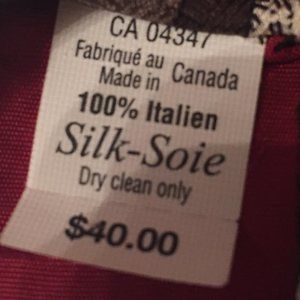 CA 04347
Fabriqué au Canada
Made in
100% Italien
Silk-Soie
Dry clean only
$40.00